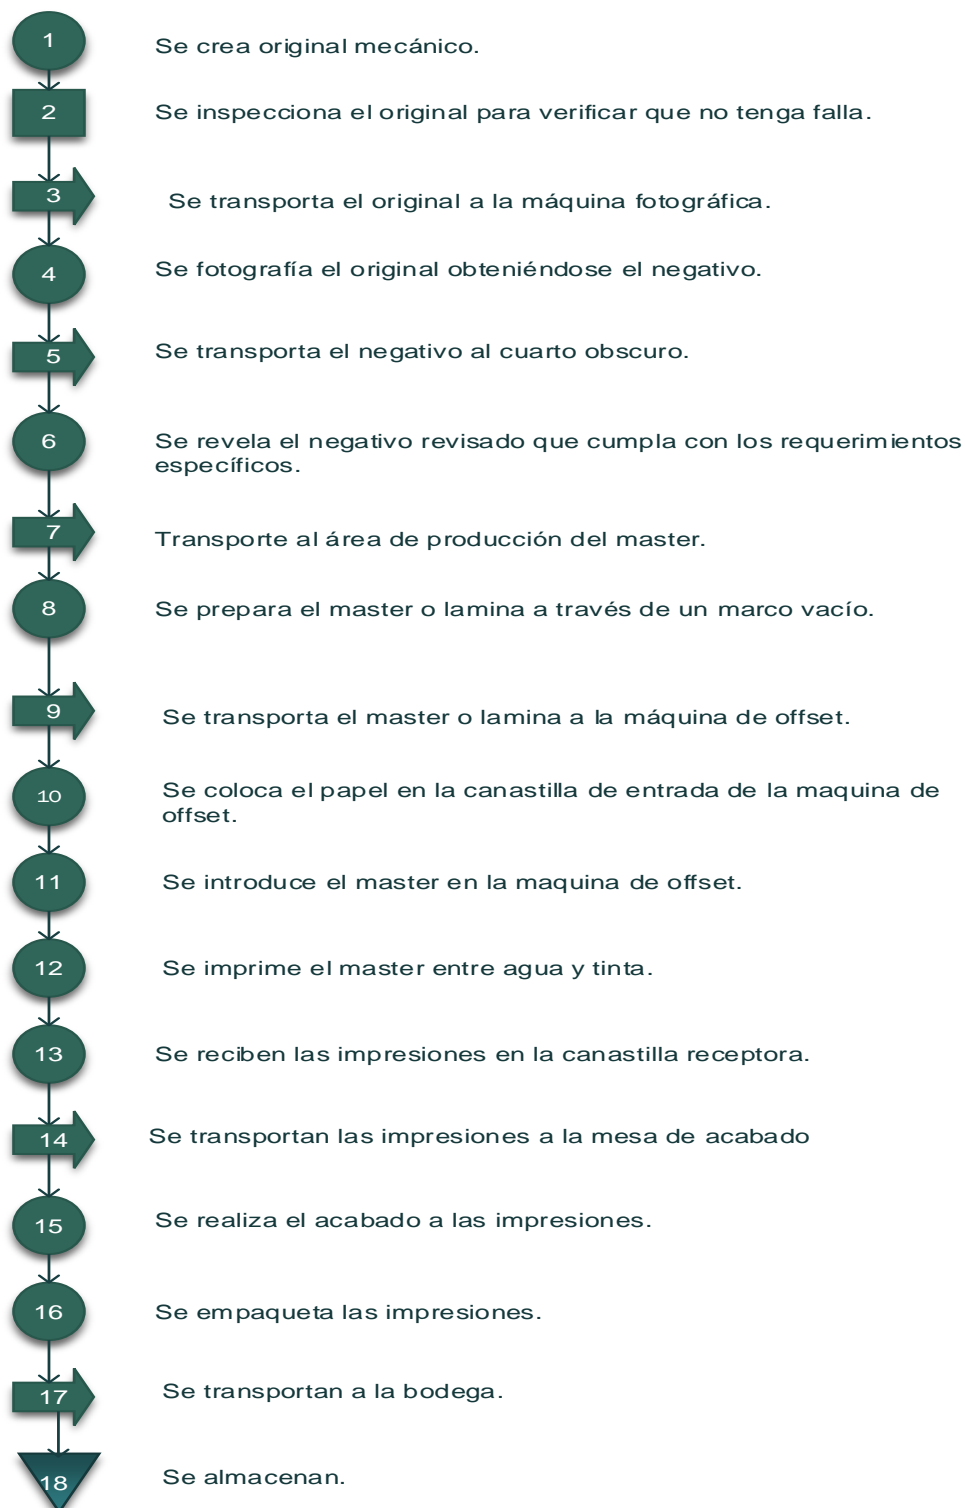 1 Se crea original mecánico.
2 Se inspecciona el original para verificar que no tenga falla.
3 Se transporta el original a la máquina fotográfica.
4 Se fotografía el original obteniéndose el negativo.
5 Se transporta el negativo al cuarto obscuro.
6 Se revela el negativo revisado que cumpla con los requerimientos
específicos.
7 Transporte al área de producción del master.
8 Se prepara el master o lamina a través de un marco vacío.
9 Se transporta el master o lamina a la máquina de offset.
10 Se coloca el papel en la canastilla de entrada de la maquina de
offset.
11 Se introduce el master en la maquina de offset.
12 Se imprime el master entre agua y tinta.
13 Se reciben las impresiones en la canastilla receptora.
14 Se transportan las impresiones a la mesa de acabado
15 Se realiza el acabado a las impresiones.
16 Se empaqueta las impresiones.
17 Se transportan a la bodega.
18 Se almacenan.